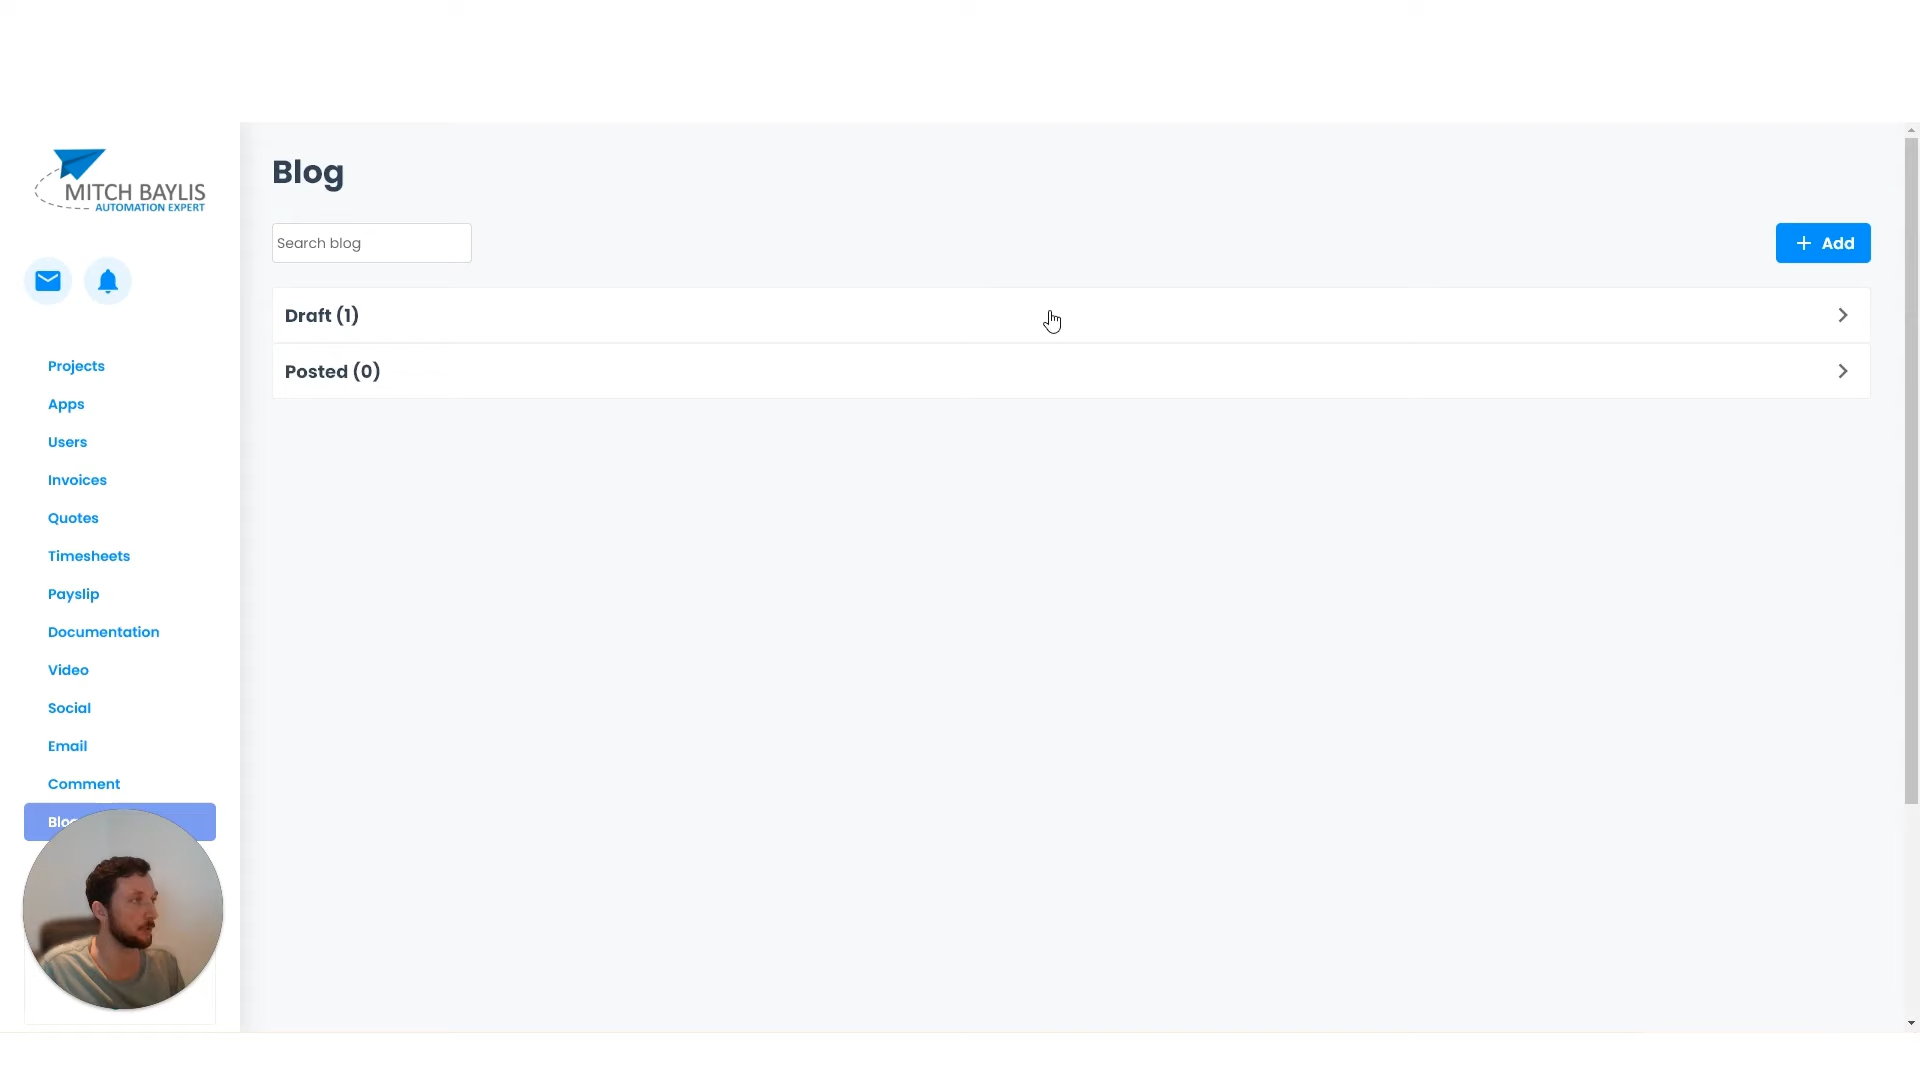 MITCH BAYLIS
AUTOMATION EXPERT
Projects
Apps
Users
Invoices
Quotes
Timesheets
Payslip
Documentation
Video
Social
Email
Comment
Blog
Search blog
Add
Draft (1)
Posted (0)